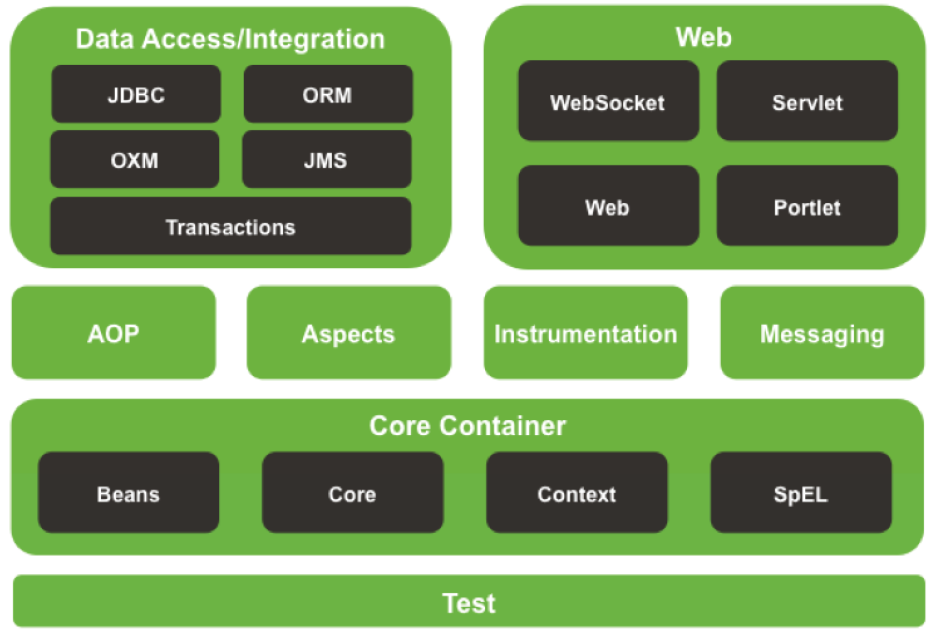 Data Access/Integration
JDBC
ORM
OXM
JMS
Transactions
Web
WebSocket
Servlet
Web
Portlet
AOP
Aspects
Instrumentation
Messaging
Core Container
Beans
Core
Context
SpEL
Test